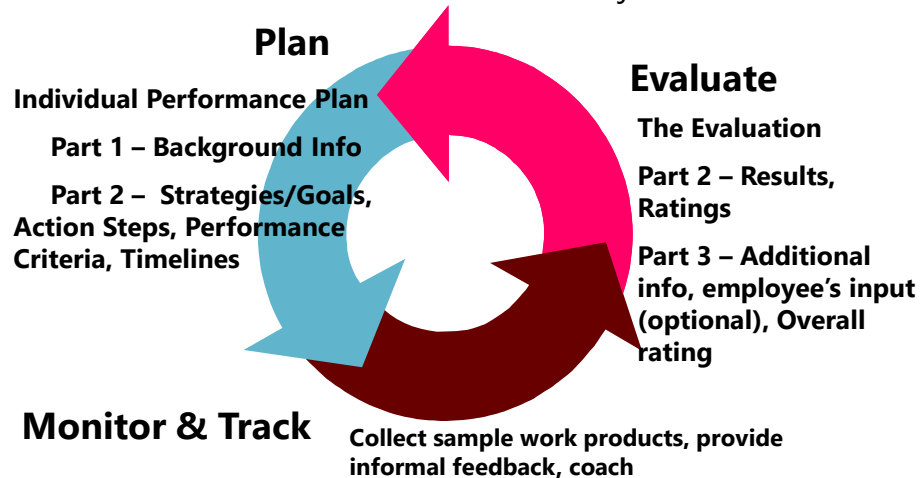 Plan
Individual Performance Plan
Part 1 – Background Info
Part 2 – Strategies/Goals,
Action Steps, Performance
Criteria, Timelines
Evaluate
The Evaluation
Part 2 – Results,
Ratings
Part 3 – Additional
info, employee’s input
(optional), Overall
rating
Monitor & Track
Collect sample work products, provide
informal feedback, coach